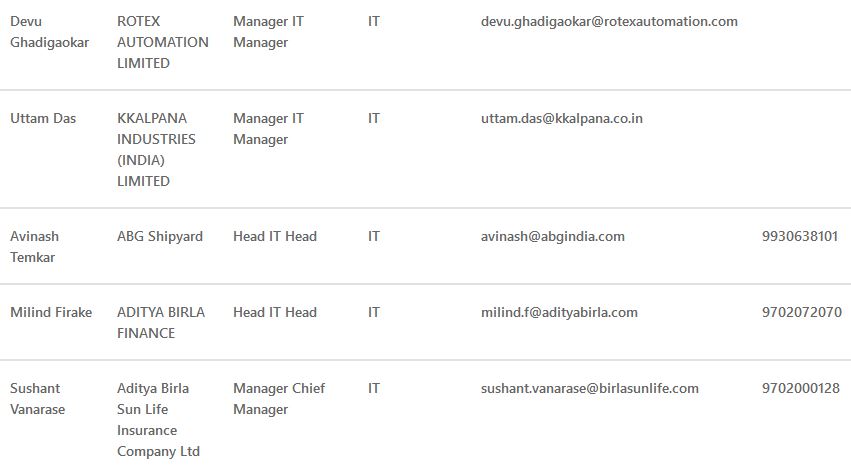 Devu Ghadigaokar
ROTEX AUTOMATION LIMITED
Manager IT Manager
IT
devu.ghadigaokar@rotexautomation.com
Uttam Das
KKALPANA INDUSTRIES (INDIA) LIMITED
Manager IT Manager
IT
uttam.das@kkalpana.co.in
Avinash Temkar
ABG Shipyard
Head IT Head
IT
avinash@abgindia.com
9930638101
Milind Firake
ADITYA BIRLA FINANCE
Head IT Head
IT
milind.f@adityabirla.com
9702072070
Sushant Vanarase
Aditya Birla Sun Life Insurance Company Ltd
Manager Chief Manager
IT
sushant.vanarase@birlasunlife.com
9702000128